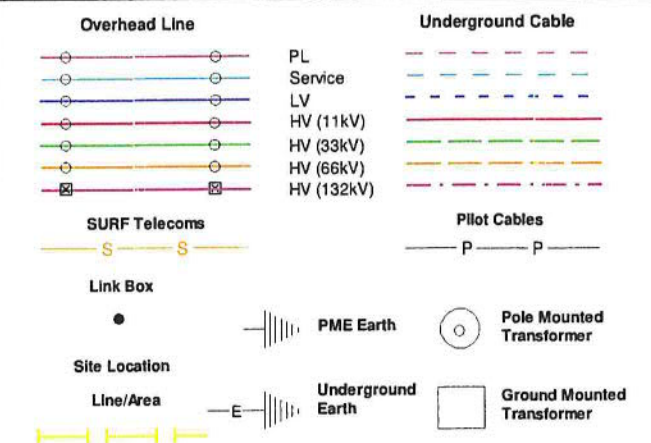 Overhead Line
Underground Cable
PL
Service
LV
HV (11kV)
HV (33kV)
HV (66kV)
HV (132kV)
SURF Telecoms
S S
Pilot Cables
P P
Link Box
PME Earth
Pole Mounted
Transformer
Site Location
Line/Area
E
Underground
Earth
Ground Mounted
Transformer